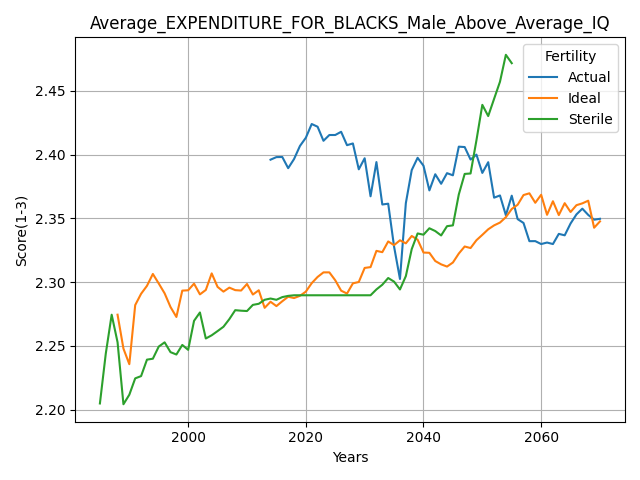 Average_EXPENDITURE_FOR_BLACKS_Male_Above_Average_IQ
Fertility
Actual
Ideal
Sterile
Score(1-3)
2.45
2.40
2.35
2.30
2.25
2.20
2000 2020 2040 2060
Years